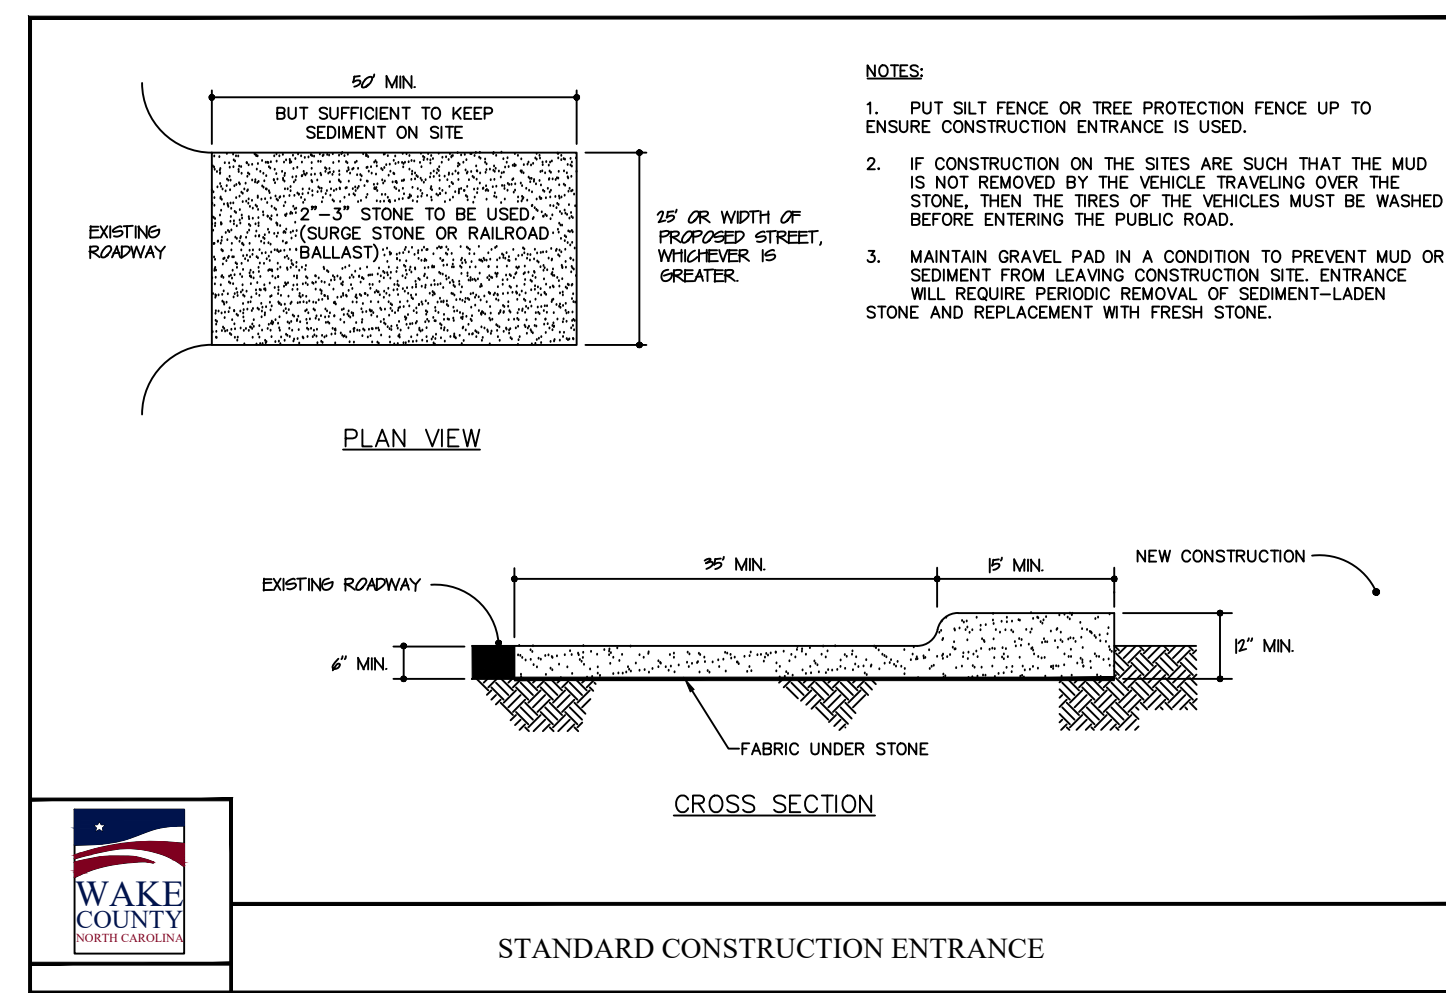 50' MIN.
BUT SUFFICIENT TO KEEP
SEDIMENT ON SITE
EXISTING
ROADWAY
2"-3" STONE TO BE USED.
(SURGE STONE OR RAILROAD
BALLAST)
25' OR WIDTH OF
PROPOSED STREET,
WHICHEVER IS
GREATER.
PLAN VIEW
NOTES:
1. PUT SILT FENCE OR TREE PROTECTION FENCE UP TO
ENSURE CONSTRUCTION ENTRANCE IS USED.
2. IF CONSTRUCTION ON THE SITES ARE SUCH THAT THE MUD
IS NOT REMOVED BY THE VEHICLE TRAVELING OVER THE
STONE, THEN THE TIRES OF THE VEHICLES MUST BE WASHED
BEFORE ENTERING THE PUBLIC ROAD.
3. MAINTAIN GRAVEL PAD IN A CONDITION TO PREVENT MUD OR
SEDIMENT FROM LEAVING CONSTRUCTION SITE. ENTRANCE
WILL REQUIRE PERIODIC REMOVAL OF SEDIMENT-LADEN
STONE AND REPLACEMENT WITH FRESH STONE.
35' MIN.
15' MIN.
NEW CONSTRUCTION
EXISTING ROADWAY
6" MIN.
12" MIN.
FABRIC UNDER STONE
CROSS SECTION
WAKE
COUNTY
NORTH CAROLINA
STANDARD CONSTRUCTION ENTRANCE